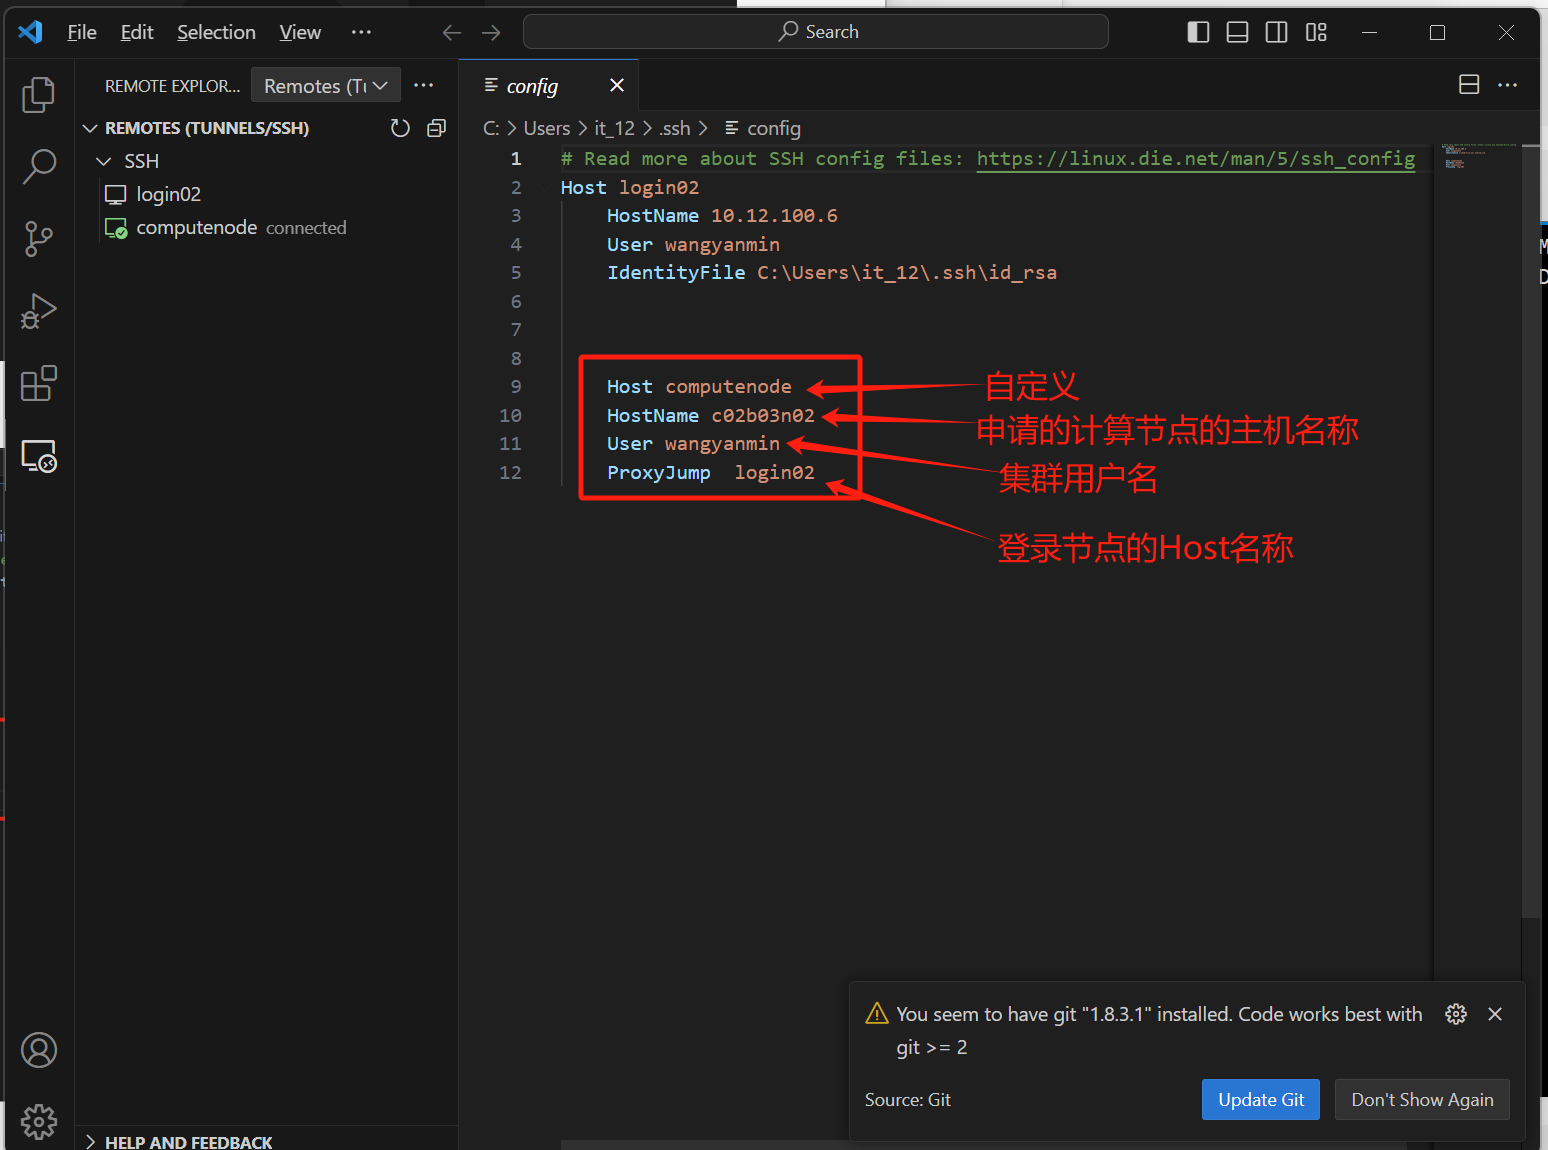 File Edit Selection View ··· Search
REMOTE EXPLOR... Remotes (Tu ···
config
REMOTES (TUNNELS/SSH)
C: > Users > it_12 > .ssh > config
SSH
login02
computenode connected
1 # Read more about SSH config files: https://linux.die.net/man/5/ssh_config
2 Host login02
3 HostName 10.12.100.6
4 User wangyanmin
5 IdentityFile C:\Users\it_12\.ssh\id_rsa
6
7
8
9 Host computenode
10 HostName c02b03n02
11 User wangyanmin
12 ProxyJump login02
自定义
申请的计算节点的主机名称
集群用户名
登录节点的Host名称
You seem to have git "1.8.3.1" installed. Code works best with
git >= 2
Source: Git Update Git Don't Show Again
HELP AND FEEDBACK